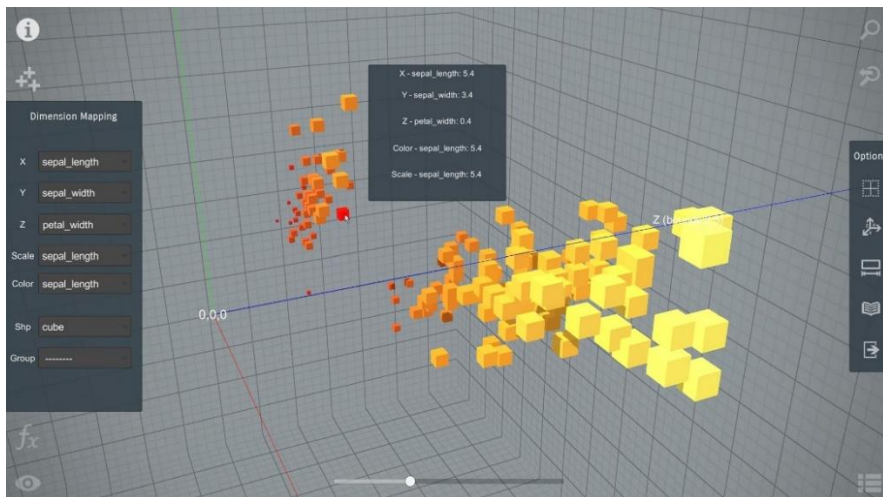 i
X - sepal_length: 5.4
Y - sepal_width: 3.4
Z - petal_width: 0.4
Color - sepal_length: 5.4
Scale - sepal_length: 5.4
Dimension Mapping
X sepal_length
Y sepal_width
Z petal_width
Scale sepal_length
Color sepal_length
Shp cube
Group --------
0,0,0
Z
Option
fx